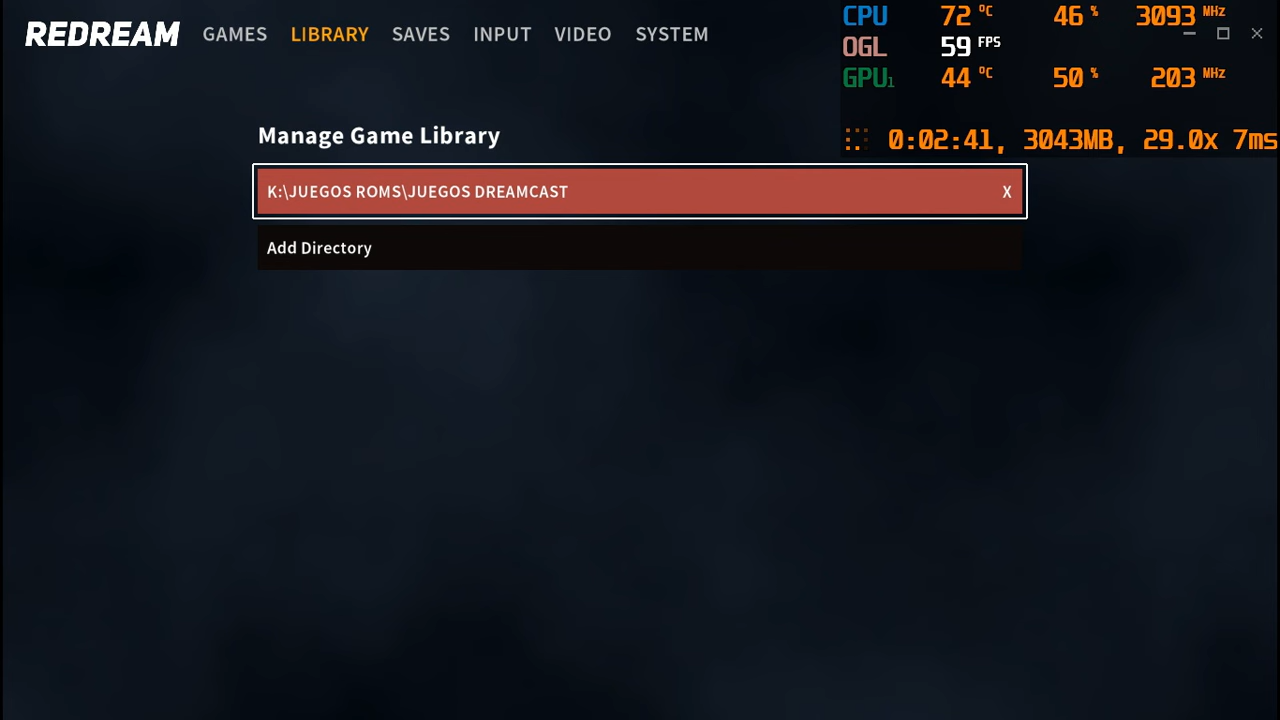 REDREAM GAMES LIBRARY SAVES INPUT VIDEO SYSTEM
CPU 72 °C 46 % 3093 MHz
OGL 59 FPS
GPU1 44 °C 50 % 203 MHz
0:02:41, 3043MB, 29.0x 7ms
Manage Game Library
K:\JUEGOS ROMS\JUEGOS DREAMCAST X
Add Directory